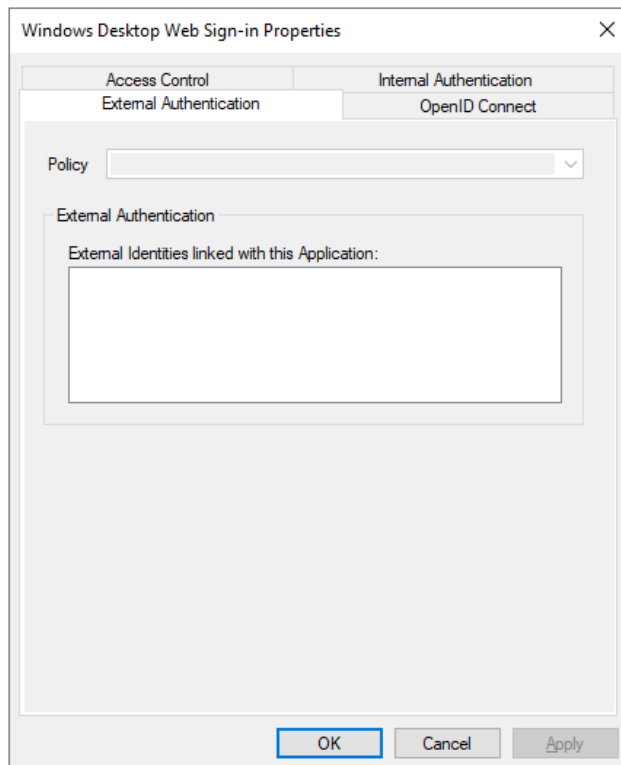 Windows Desktop Web Sign-in Properties
Access Control
Internal Authentication
External Authentication
OpenID Connect
Policy
External Authentication
External Identities linked with this Application:
OK
Cancel
Apply